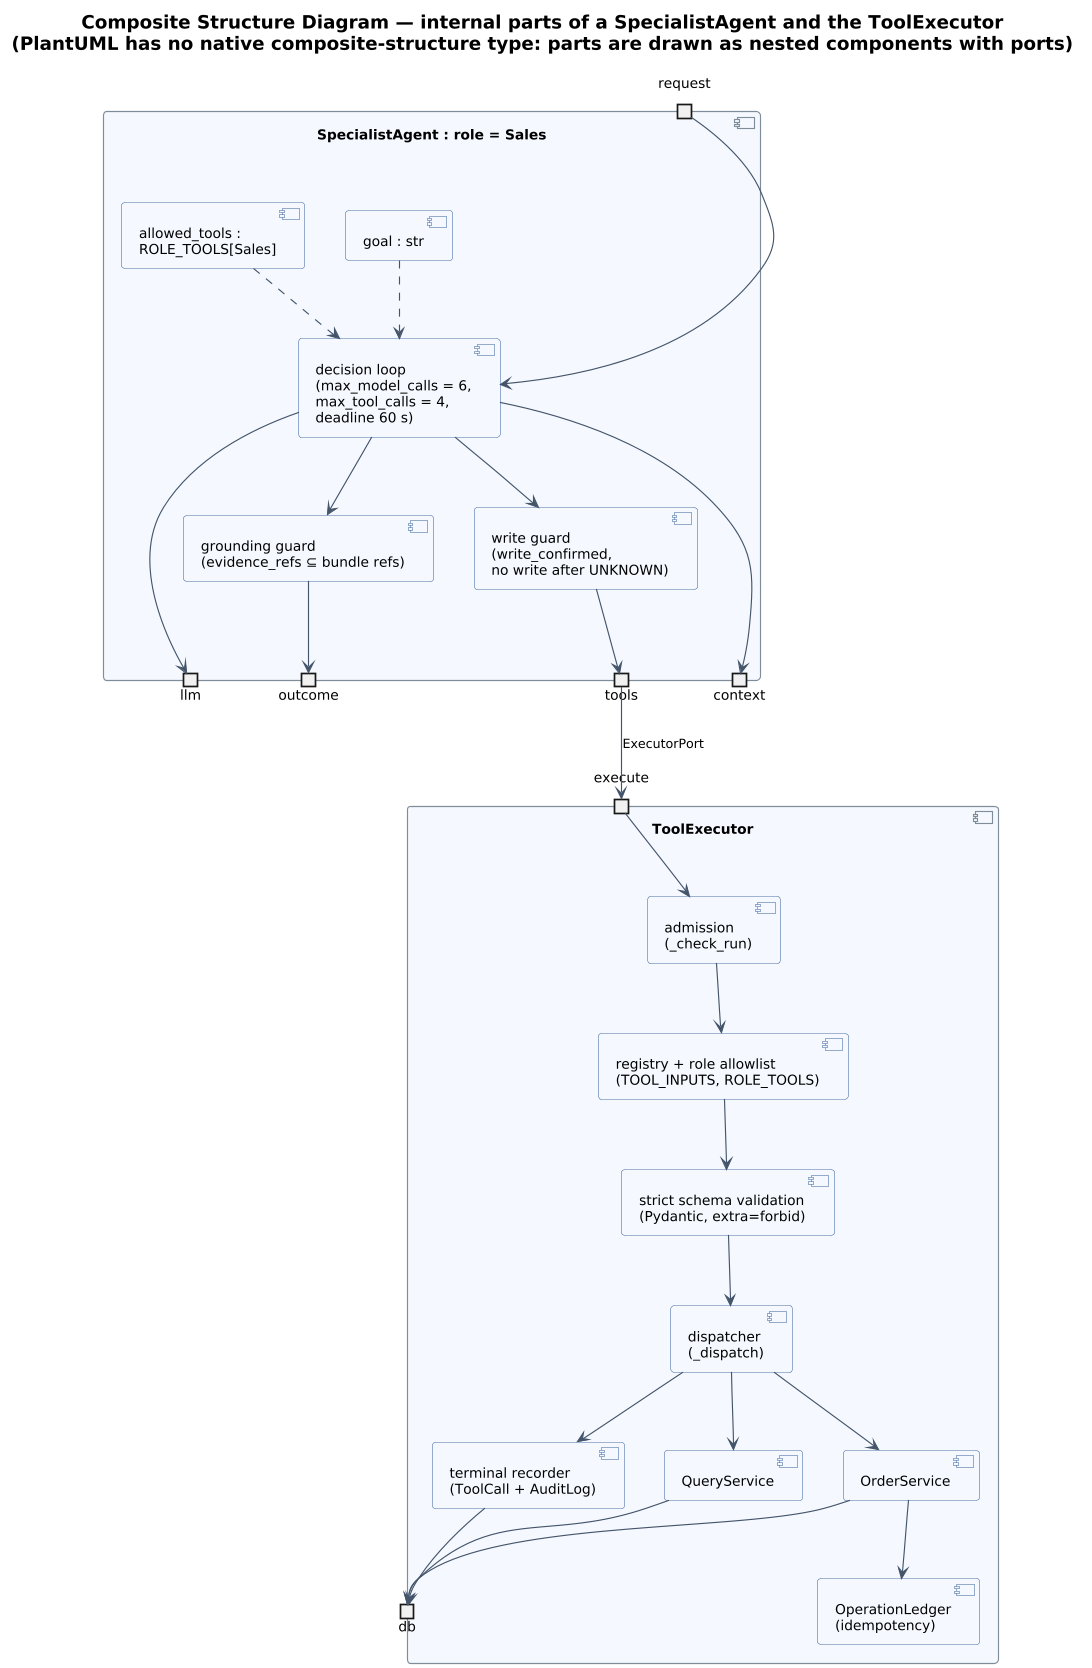 Composite Structure Diagram — internal parts of a SpecialistAgent and the ToolExecutor
(PlantUML has no native composite-structure type: parts are drawn as nested components with ports)
request
SpecialistAgent : role = Sales
allowed_tools :
ROLE_TOOLS[Sales]
goal : str
decision loop
(max_model_calls = 6,
max_tool_calls = 4,
deadline 60 s)
grounding guard
(evidence_refs ⊆ bundle refs)
write guard
(write_confirmed,
no write after UNKNOWN)
llm
outcome
tools
context
ExecutorPort
execute
ToolExecutor
admission
(_check_run)
registry + role allowlist
(TOOL_INPUTS, ROLE_TOOLS)
strict schema validation
(Pydantic, extra=forbid)
dispatcher
(_dispatch)
terminal recorder
(ToolCall + AuditLog)
QueryService
OrderService
db
OperationLedger
(idempotency)